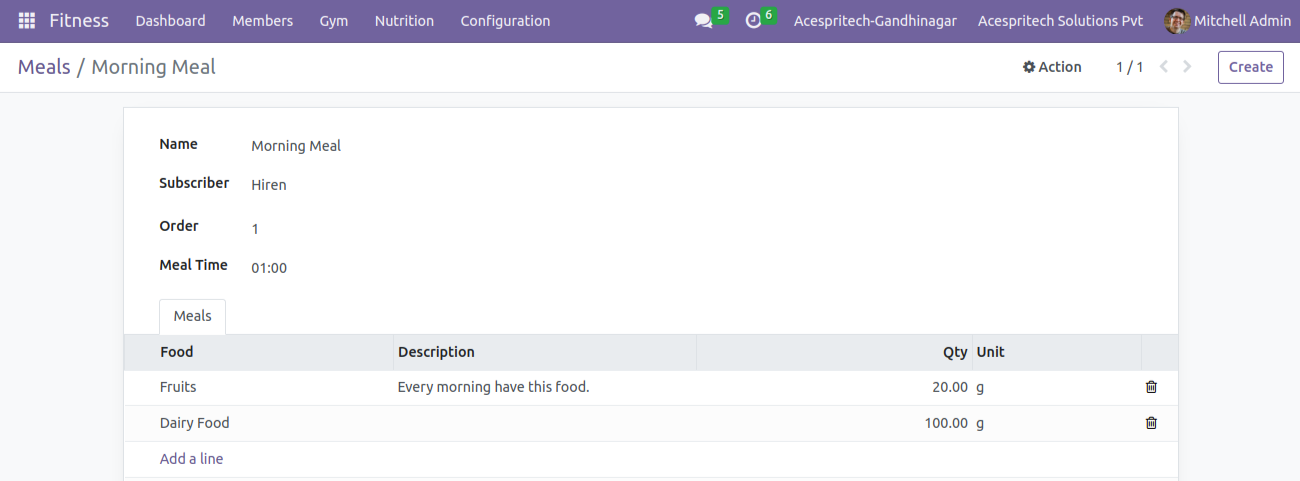 Fitness Dashboard Members Gym Nutrition Configuration 5 6 Acespritech-Gandhinagar Acespritech Solutions Pvt Mitchell Admin
Meals / Morning Meal Action 1 / 1 Create
Name Morning Meal
Subscriber Hiren
Order 1
Meal Time 01:00
Meals
Food Description Qty Unit
Fruits Every morning have this food. 20.00 g
Dairy Food 100.00 g
Add a line